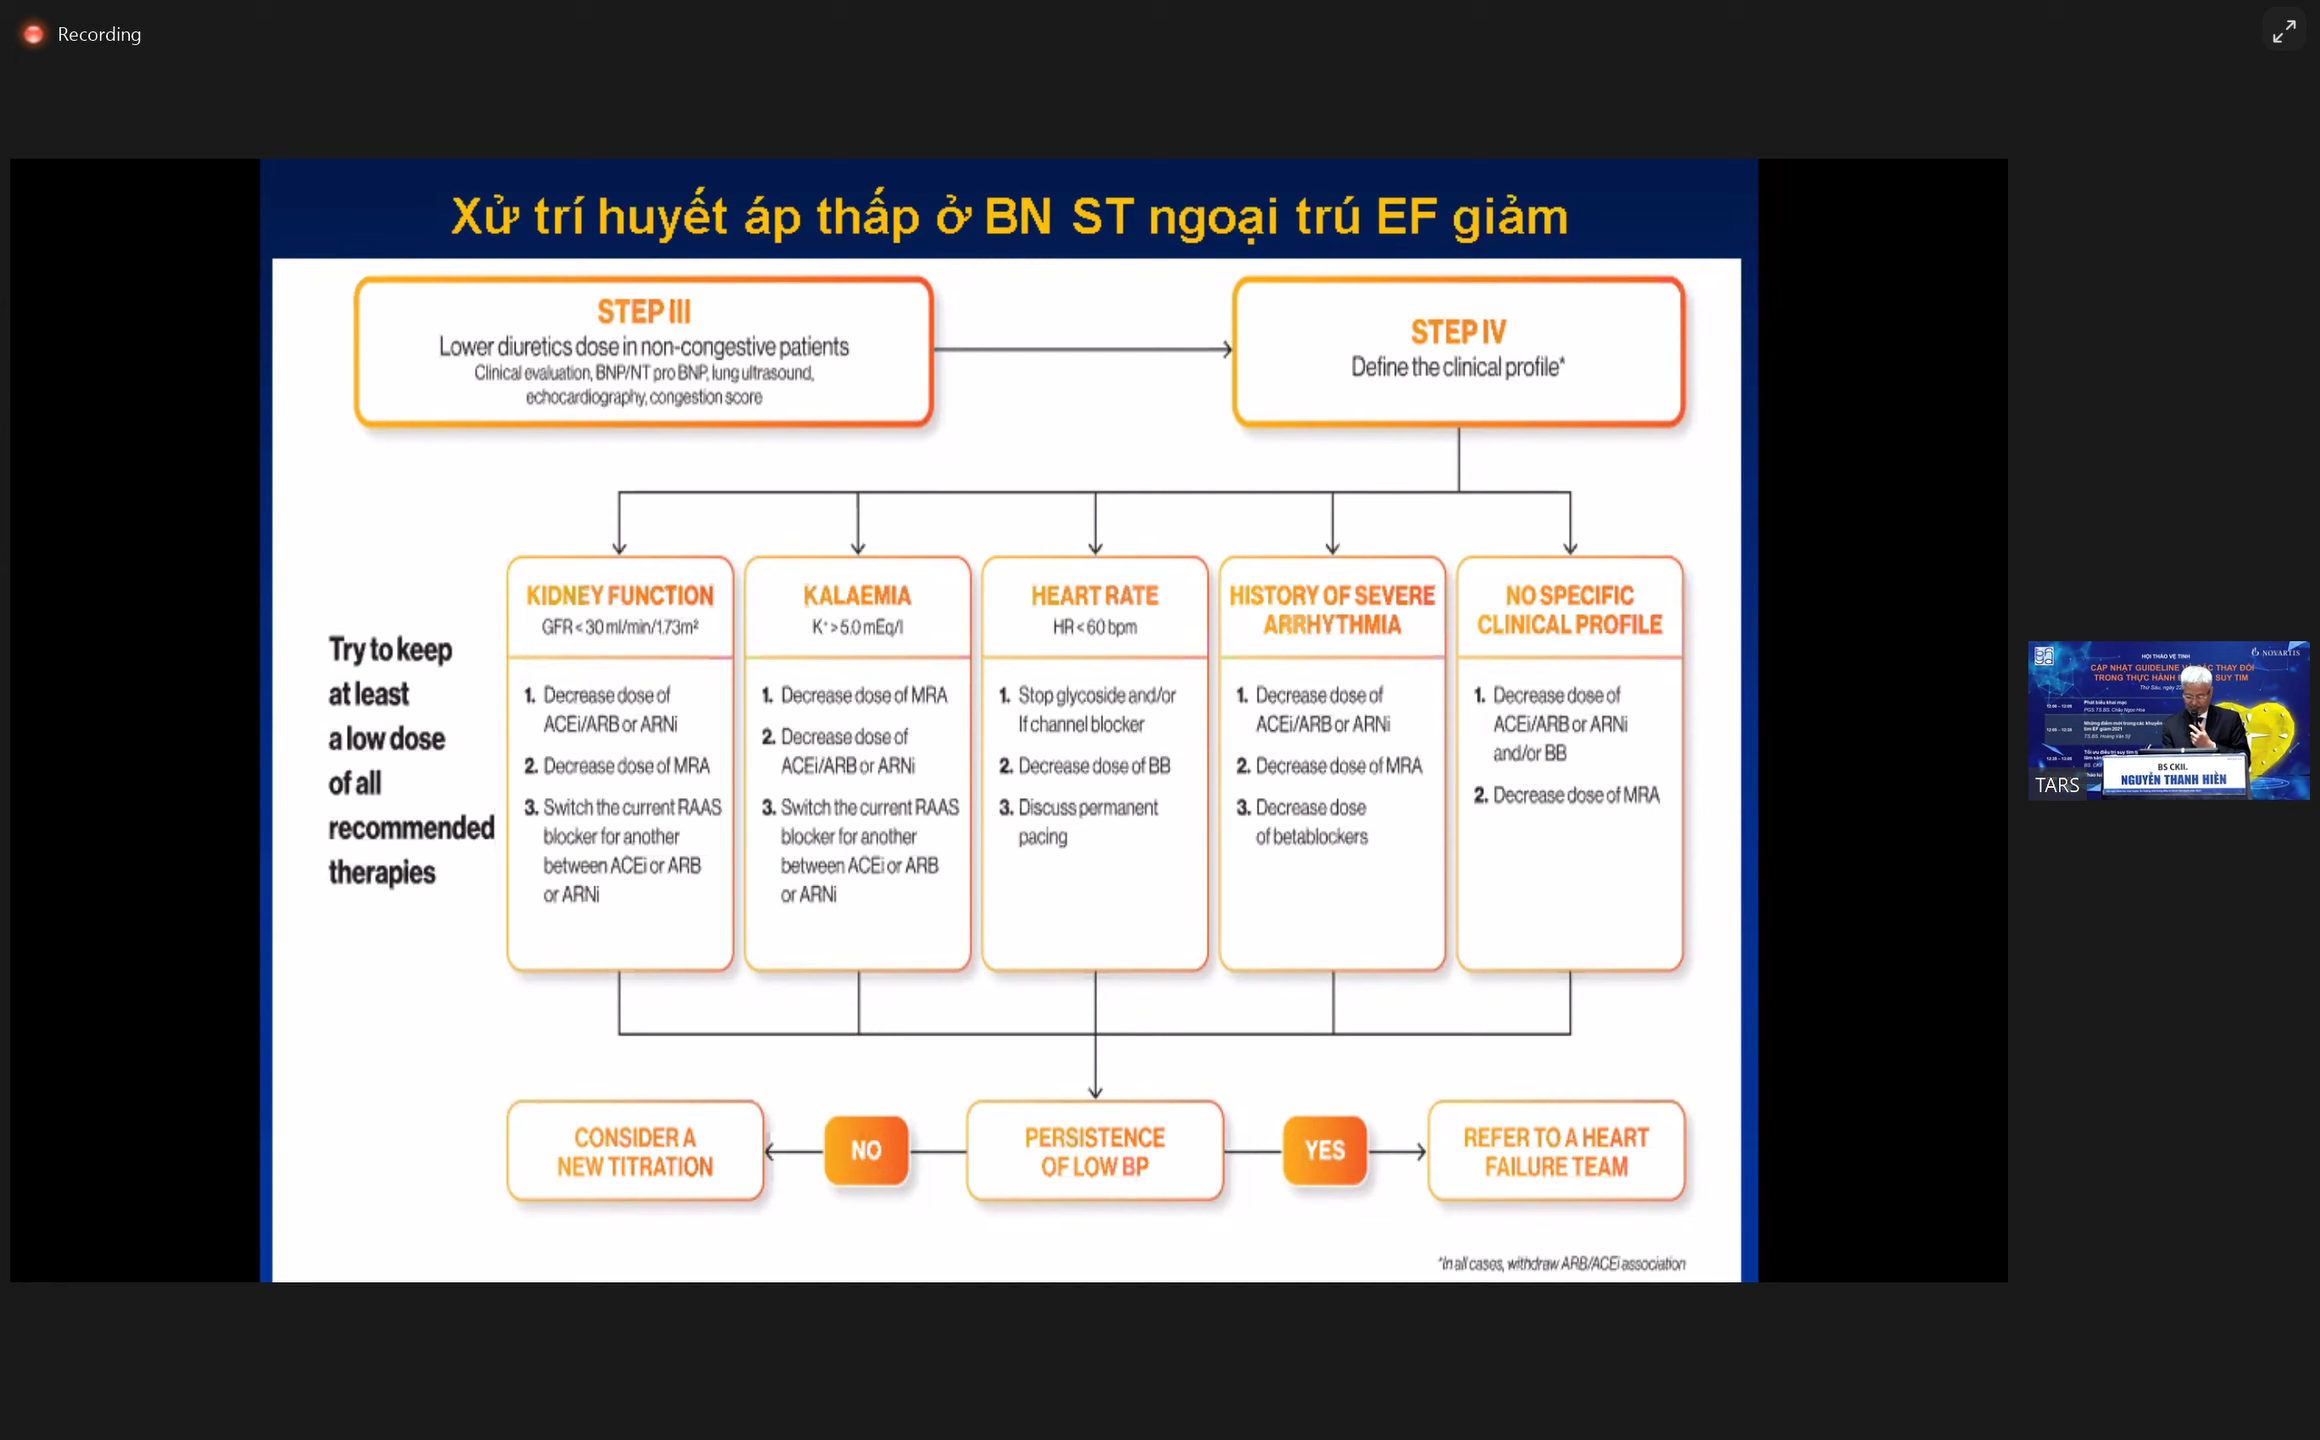 Recording
Xử trí huyết áp thấp ở BN ST ngoại trú EF giảm
STEP III
Lower diuretics dose in non-congestive patients
Clinical evaluation, BNP/NT pro BNP, lung ultrasound,
echocardiography, congestion score
STEP IV
Define the clinical profile*
Try to keep
at least
a low dose
of all
recommended
therapies
KIDNEY FUNCTION
GFR < 30 ml/min/1.73m²
1. Decrease dose of
ACEi/ARB or ARNi
2. Decrease dose of MRA
3. Switch the current RAAS
blocker for another
between ACEi or ARB
or ARNi
KALAEMIA
K⁺ > 5.0 mEq/l
1. Decrease dose of MRA
2. Decrease dose of
ACEi/ARB or ARNi
3. Switch the current RAAS
blocker for another
between ACEi or ARB
or ARNi
HEART RATE
HR < 60 bpm
1. Stop glycoside and/or
If channel blocker
2. Decrease dose of BB
3. Discuss permanent
pacing
HISTORY OF SEVERE
ARRHYTHMIA
1. Decrease dose of
ACEi/ARB or ARNi
2. Decrease dose of MRA
3. Decrease dose
of betablockers
NO SPECIFIC
CLINICAL PROFILE
1. Decrease dose of
ACEi/ARB or ARNi
and/or BB
2. Decrease dose of MRA
CONSIDER A
NEW TITRATION
NO
PERSISTENCE
OF LOW BP
YES
REFER TO A HEART
FAILURE TEAM
*In all cases, withdraw ARB/ACEi association
HỘI THẢO VỆ TINH
NOVARTIS
CẬP NHẬT GUIDELINE THAY ĐỔI
TRONG THỰC HÀNH SUY TIM
BS CKII.
NGUYỄN THANH HIỀN
TARS